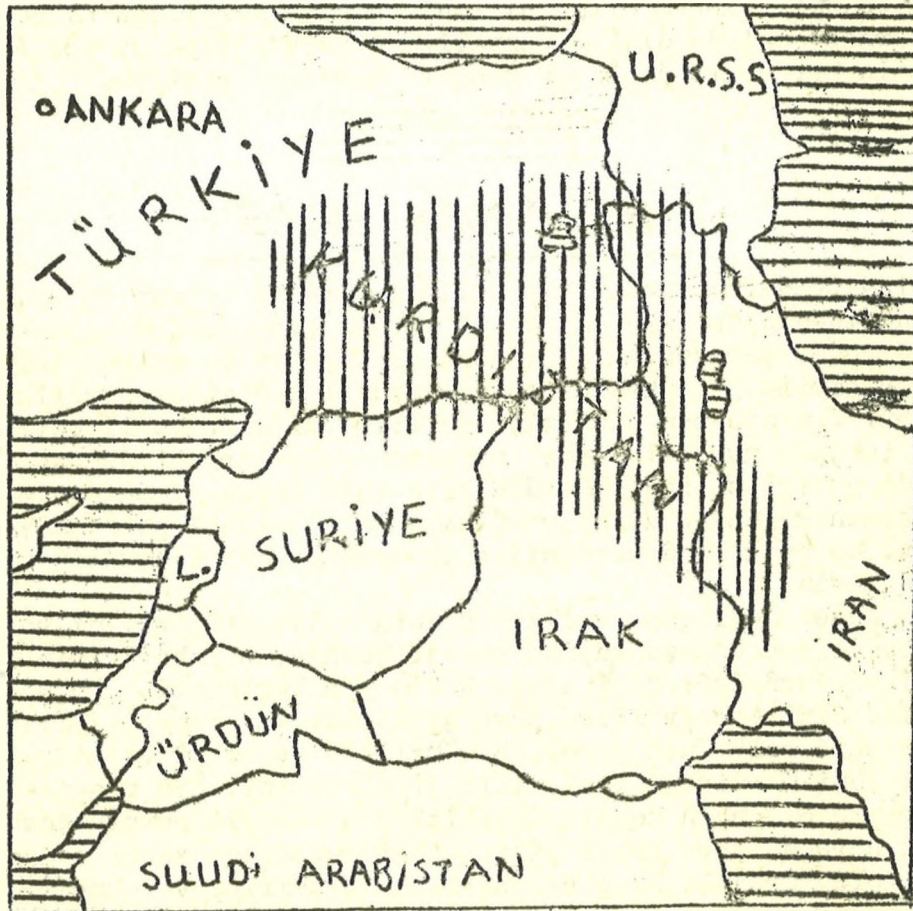 U.R.S.S
ANKARA
TÜRKİYE
KURDİSTAN
SURİYE
L.
IRAK
İRAN
ÜRDÜN
SUUDİ ARABİSTAN